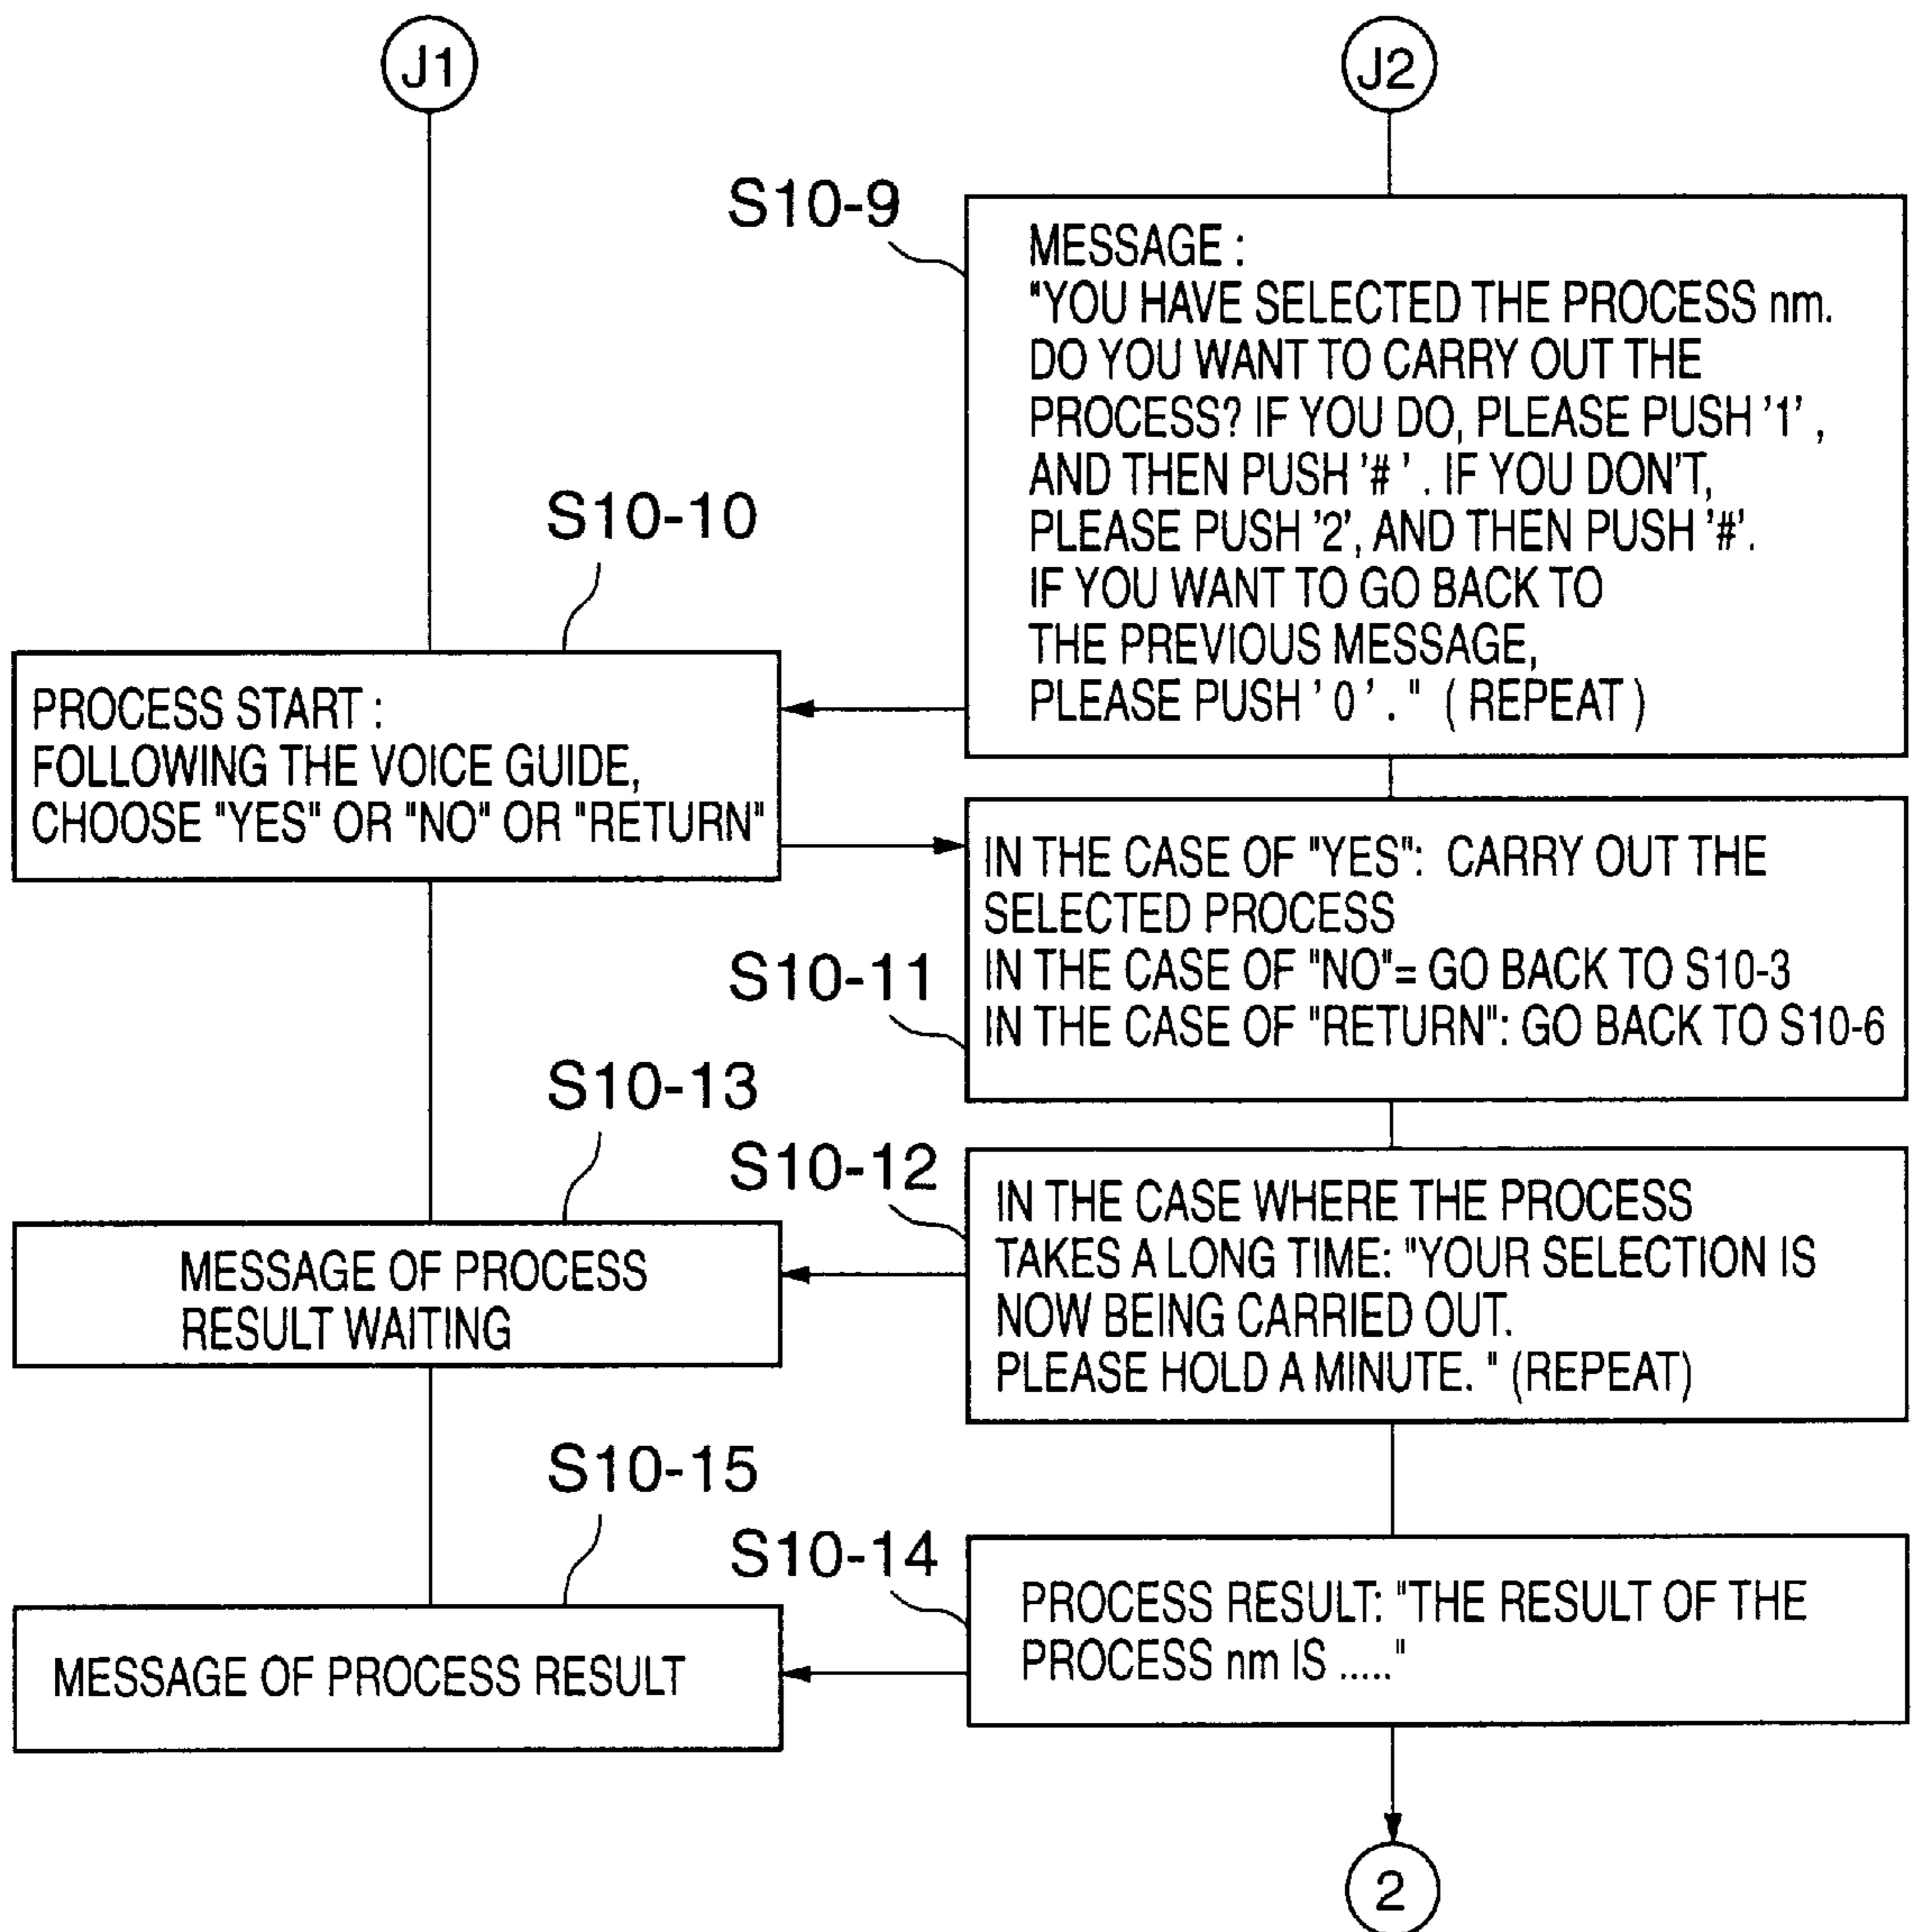 J1
J2
S10-9
MESSAGE :
"YOU HAVE SELECTED THE PROCESS nm.
DO YOU WANT TO CARRY OUT THE
PROCESS? IF YOU DO, PLEASE PUSH '1' ,
AND THEN PUSH '# ' . IF YOU DON'T,
PLEASE PUSH '2', AND THEN PUSH '#'.
IF YOU WANT TO GO BACK TO
THE PREVIOUS MESSAGE,
PLEASE PUSH ' 0 ' . " ( REPEAT )
S10-10
PROCESS START :
FOLLOWING THE VOICE GUIDE,
CHOOSE "YES" OR "NO" OR "RETURN"
S10-11
IN THE CASE OF "YES": CARRY OUT THE
SELECTED PROCESS
IN THE CASE OF "NO"= GO BACK TO S10-3
IN THE CASE OF "RETURN": GO BACK TO S10-6
S10-13
MESSAGE OF PROCESS
RESULT WAITING
S10-12
IN THE CASE WHERE THE PROCESS
TAKES A LONG TIME: "YOUR SELECTION IS
NOW BEING CARRIED OUT.
PLEASE HOLD A MINUTE. " (REPEAT)
S10-15
MESSAGE OF PROCESS RESULT
S10-14
PROCESS RESULT: "THE RESULT OF THE
PROCESS nm IS ....."
2